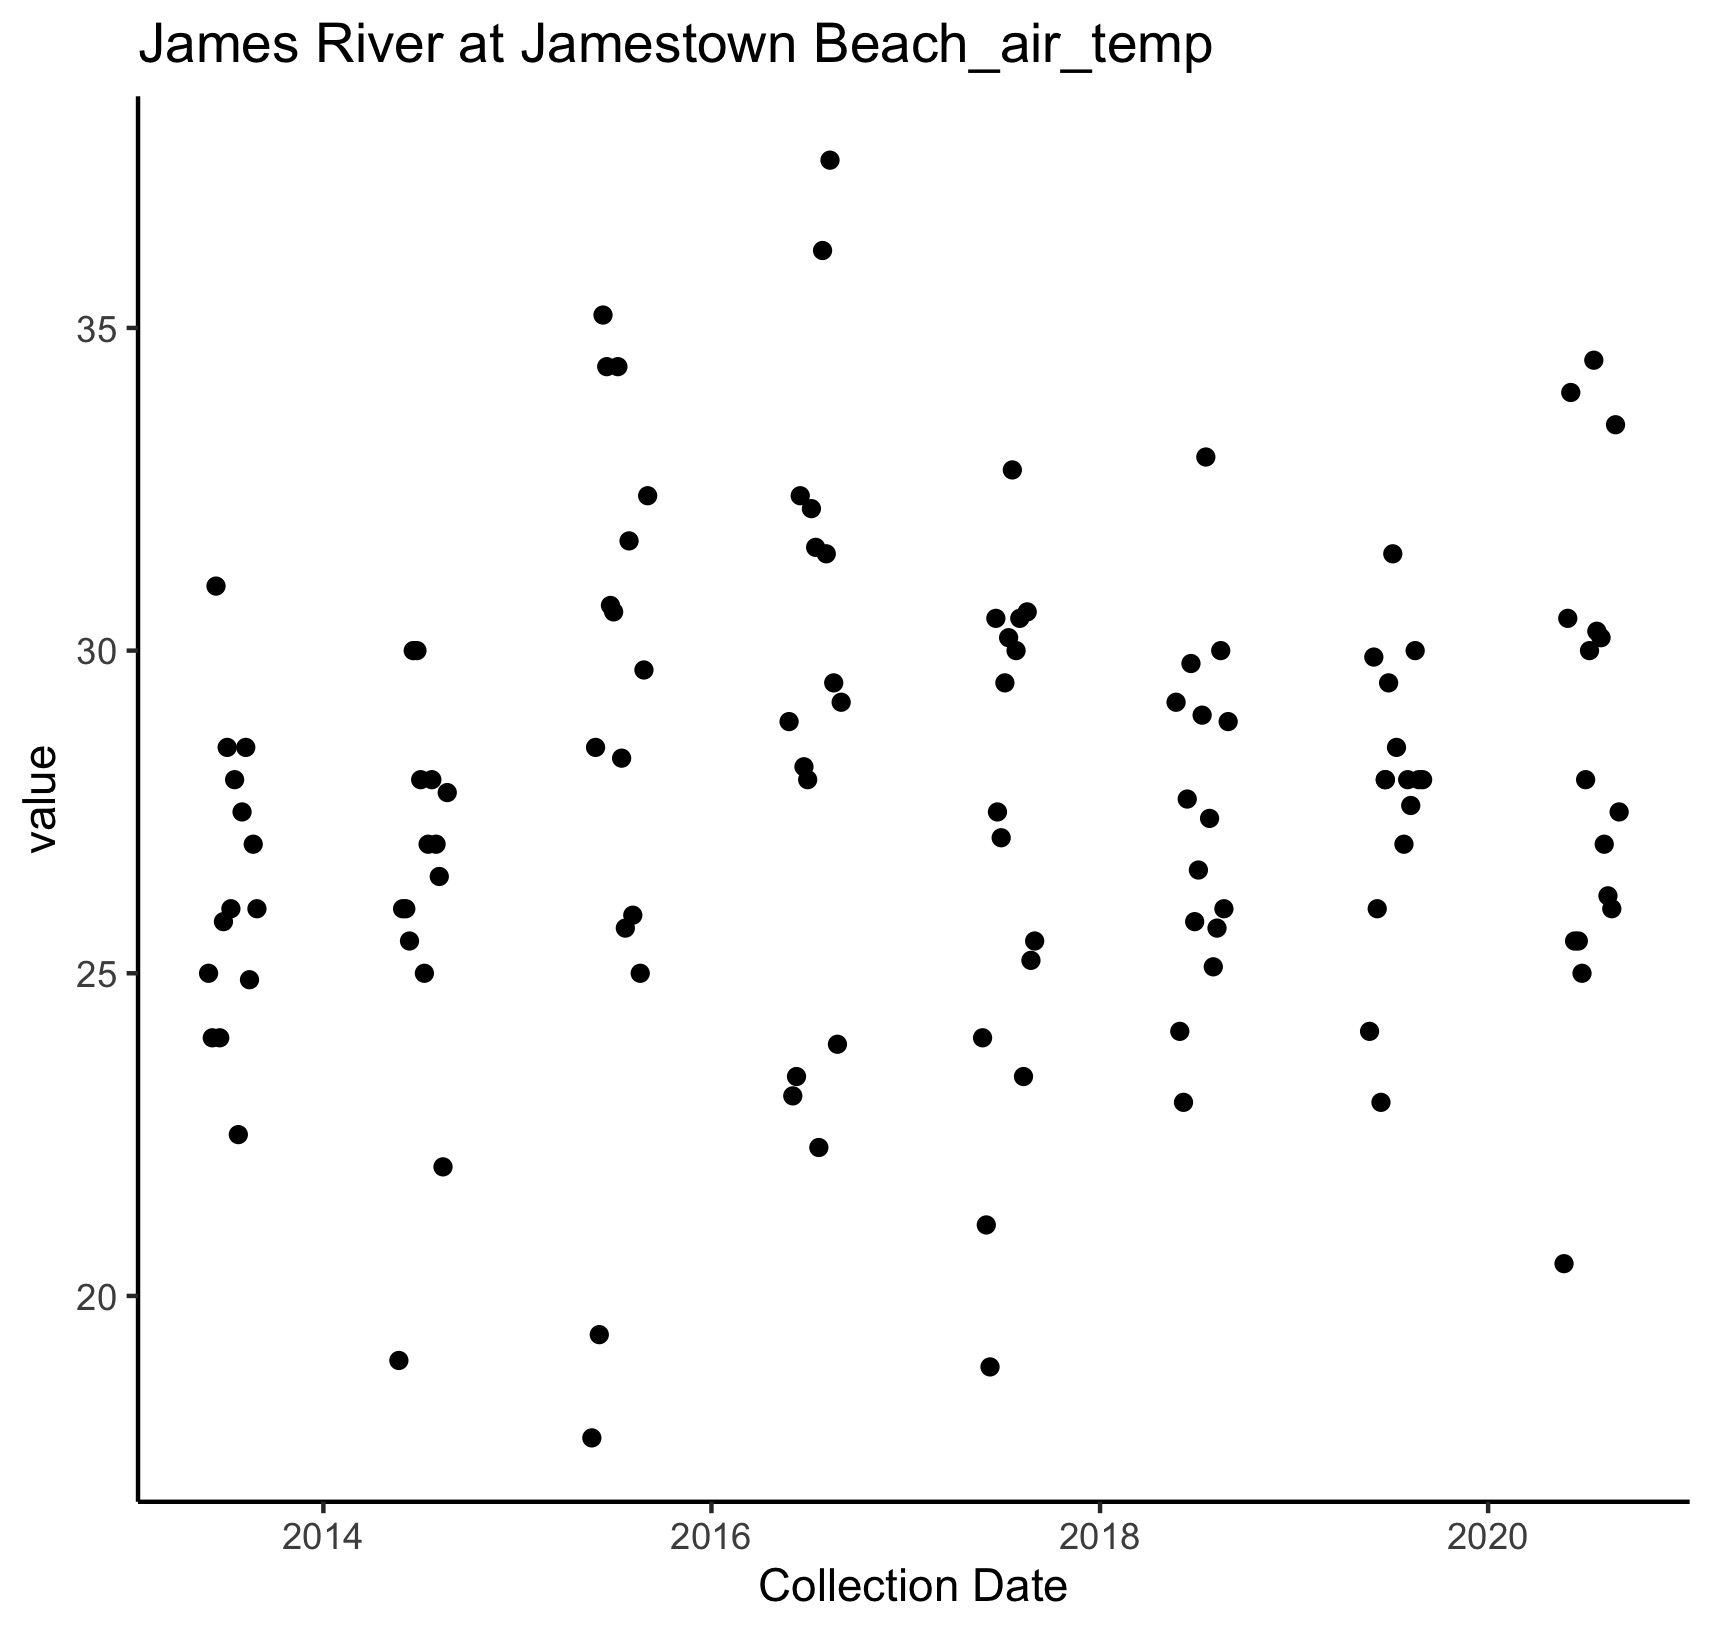 James River at Jamestown Beach_air_temp
value
35
30
25
20
2014 2016 2018 2020
Collection Date